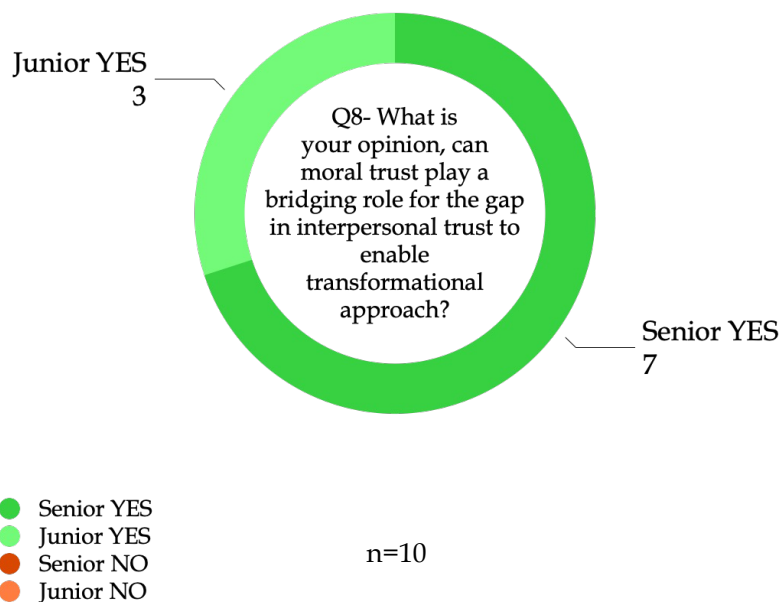 Junior YES
3
Q8- What is
your opinion, can
moral trust play a
bridging role for the gap
in interpersonal trust to
enable
transformational
approach?
Senior YES
7
Senior YES
Junior YES
Senior NO
Junior NO
n=10